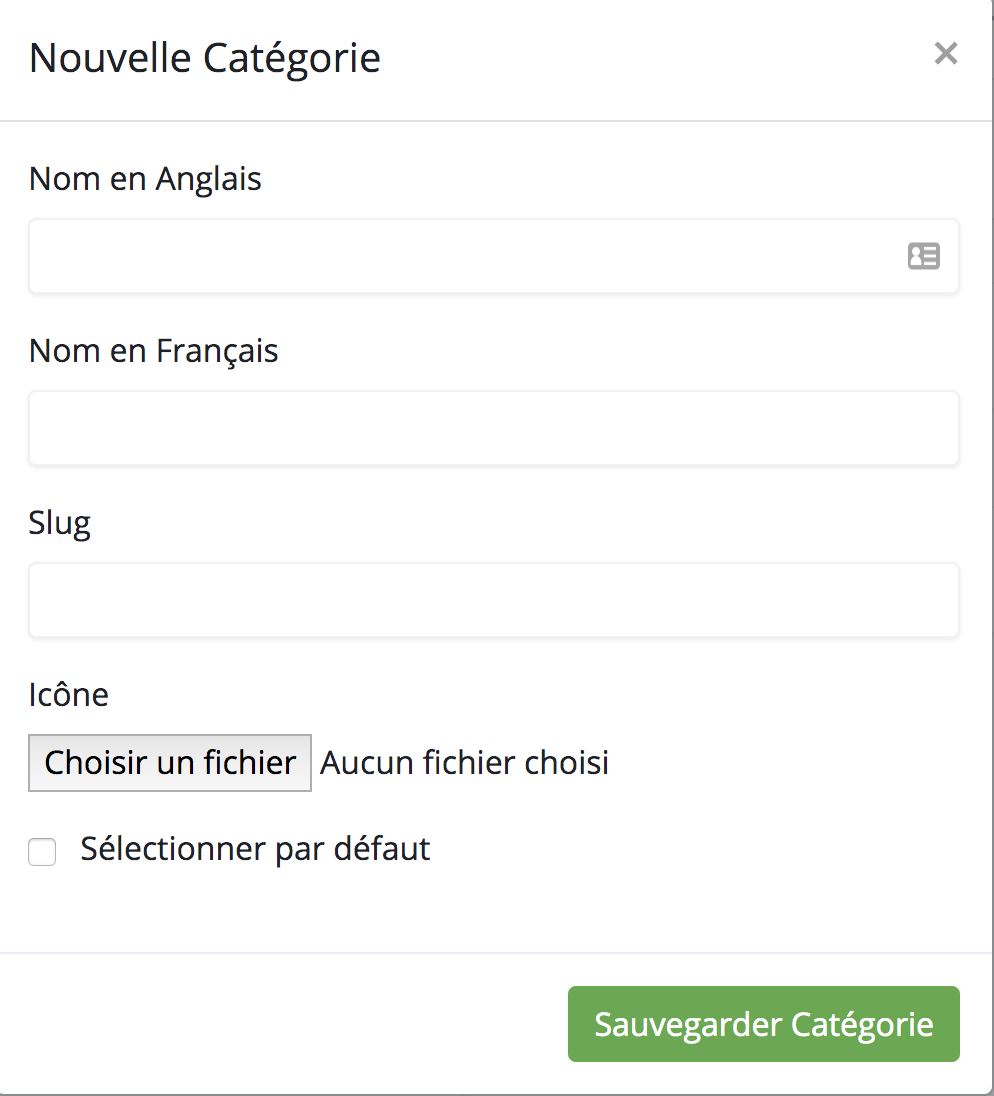 Nouvelle Catégorie
Nom en Anglais
Nom en Français
Slug
Icône
Choisir un fichier Aucun fichier choisi
Sélectionner par défaut
Sauvegarder Catégorie